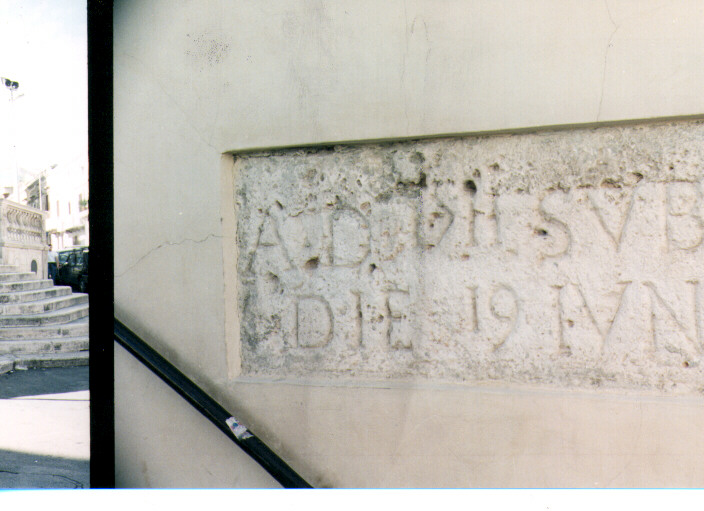 A·D· SVB
DIE 19 IVN